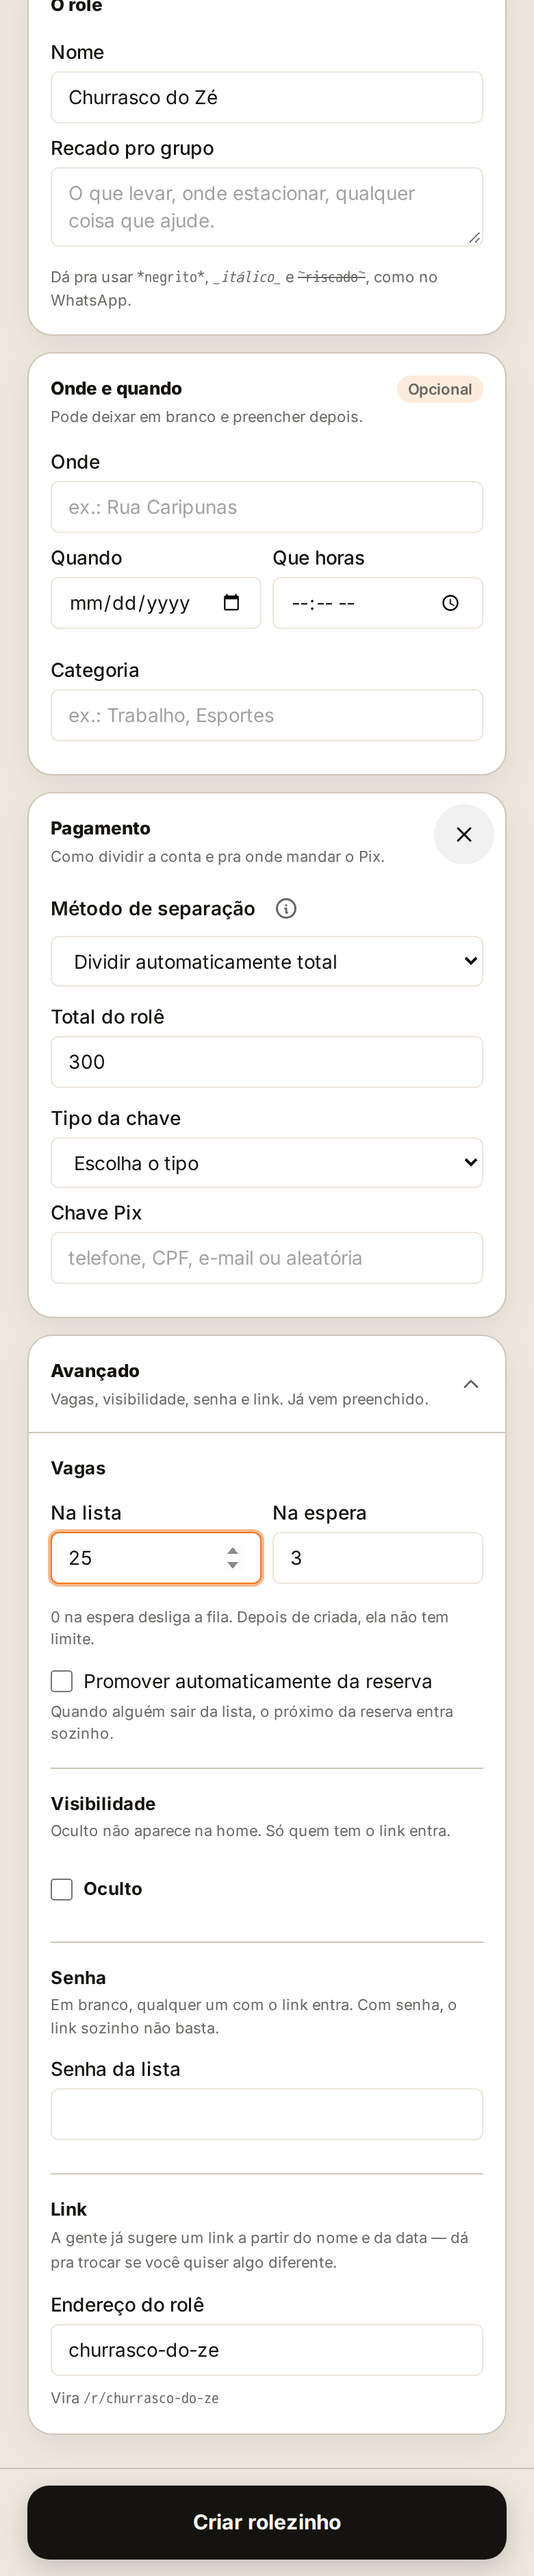 O rolê
Nome
Churrasco do Zé
Recado pro grupo
O que levar, onde estacionar, qualquer
coisa que ajude.
Dá pra usar *negrito*, _itálico_ e ~riscado~, como no
WhatsApp.
Onde e quando
Opcional
Pode deixar em branco e preencher depois.
Onde
ex.: Rua Caripunas
Quando
Que horas
mm/dd/yyyy
--:-- --
Categoria
ex.: Trabalho, Esportes
Pagamento
Como dividir a conta e pra onde mandar o Pix.
Método de separação
Dividir automaticamente total
Total do rolê
300
Tipo da chave
Escolha o tipo
Chave Pix
telefone, CPF, e-mail ou aleatória
Avançado
Vagas, visibilidade, senha e link. Já vem preenchido.
Vagas
Na lista
Na espera
25
3
0 na espera desliga a fila. Depois de criada, ela não tem
limite.
Promover automaticamente da reserva
Quando alguém sair da lista, o próximo da reserva entra
sozinho.
Visibilidade
Oculto não aparece na home. Só quem tem o link entra.
Oculto
Senha
Em branco, qualquer um com o link entra. Com senha, o
link sozinho não basta.
Senha da lista
Link
A gente já sugere um link a partir do nome e da data — dá
pra trocar se você quiser algo diferente.
Endereço do rolê
churrasco-do-ze
Vira /r/churrasco-do-ze
Criar rolezinho